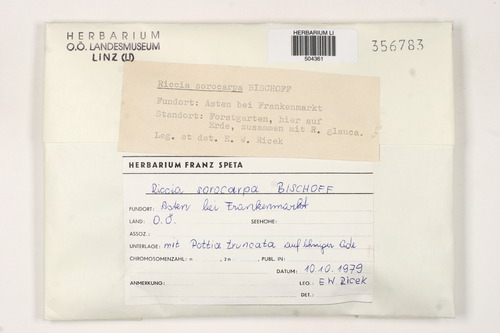 HERBARIUM
O.Ö. LANDESMUSEUM
LINZ (LI)
HERBARIUM LI
504361
356783
Riccia sorocarpa BISCHOFF
Fundort: Asten bei Frankenmarkt
Standort: Forstgarten, hier auf
Erde, zusammen mit R. glauca.
Leg. et det. E. W. Ricek
HERBARIUM FRANZ SPETA
Riccia sorocarpa BISCHOFF
FUNDORT: Asten bei Frankenmarkt
LAND: O.Ö. SEEHÖHE:
ASSOZ.:
UNTERLAGE: mit Pottia truncata auf lehmiger Erde
CHROMOSOMENZAHL: n , 2n , PUBL. IN:
DATUM: 10.10.1979
ANMERKUNG: LEG.: E W Ricek
DET.: